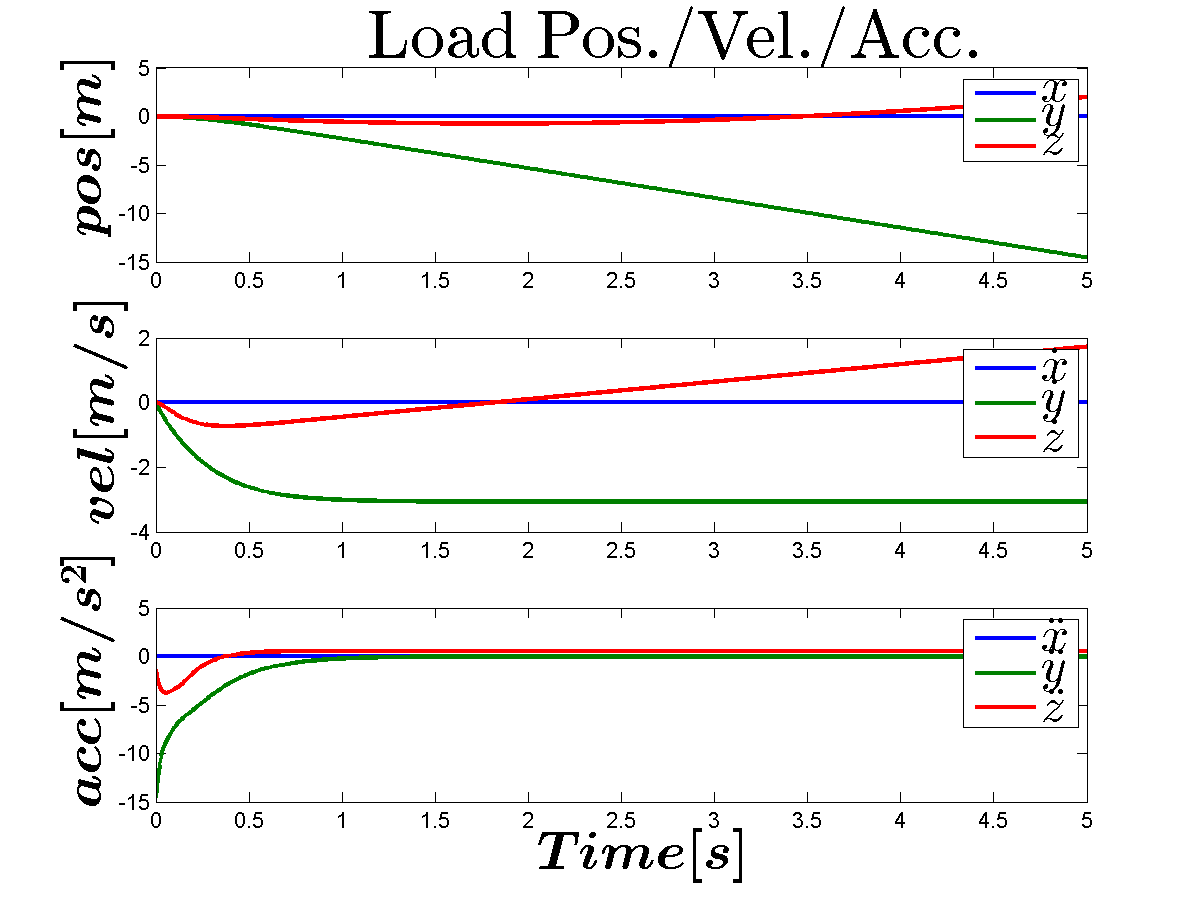 Load Pos./Vel./Acc.
pos[m]
5
0
-5
-10
-15
0 0.5 1 1.5 2 2.5 3 3.5 4 4.5 5
x
y
z
vel[m/s]
2
0
-2
-4
0 0.5 1 1.5 2 2.5 3 3.5 4 4.5 5
ẋ
ẏ
ż
acc[m/s²]
5
0
-5
-10
-15
0 0.5 1 1.5 2 2.5 3 3.5 4 4.5 5
ẍ
ÿ
z̈
Time[s]